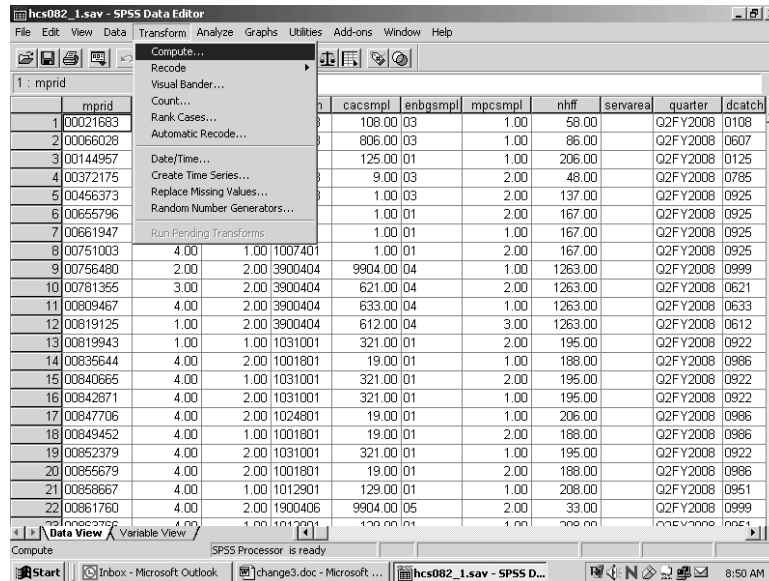 hcs082_1.sav - SPSS Data Editor
File Edit View Data Transform Analyze Graphs Utilities Add-ons Window Help
Compute...
Recode
Visual Bander...
Count...
Rank Cases...
Automatic Recode...
Date/Time...
Create Time Series...
Replace Missing Values...
Random Number Generators...
Run Pending Transforms
1 : mprid
mprid cacsmpl enbgsmpl mpcsmpl nhff servarea quarter dcatch
1 00021683 108.00 03 1.00 58.00 Q2FY2008 0108
2 00066028 806.00 03 1.00 86.00 Q2FY2008 0607
3 00144957 125.00 01 1.00 206.00 Q2FY2008 0125
4 00372175 9.00 03 2.00 48.00 Q2FY2008 0785
5 00456373 1.00 03 2.00 137.00 Q2FY2008 0925
6 00655796 1.00 01 2.00 167.00 Q2FY2008 0925
7 00661947 1.00 01 1.00 167.00 Q2FY2008 0925
8 00751003 4.00 1.00 1007401 1.00 01 2.00 167.00 Q2FY2008 0925
9 00756480 2.00 2.00 3900404 9904.00 04 1.00 1263.00 Q2FY2008 0999
10 00781355 3.00 2.00 3900404 621.00 04 2.00 1263.00 Q2FY2008 0621
11 00809467 4.00 2.00 3900404 633.00 04 1.00 1263.00 Q2FY2008 0633
12 00819125 1.00 2.00 3900404 612.00 04 3.00 1263.00 Q2FY2008 0612
13 00819943 1.00 1.00 1031001 321.00 01 2.00 195.00 Q2FY2008 0922
14 00835644 4.00 2.00 1001801 19.00 01 1.00 188.00 Q2FY2008 0986
15 00840665 4.00 1.00 1031001 321.00 01 2.00 195.00 Q2FY2008 0922
16 00842871 4.00 2.00 1031001 321.00 01 1.00 195.00 Q2FY2008 0922
17 00847706 4.00 2.00 1024801 19.00 01 1.00 206.00 Q2FY2008 0986
18 00849452 4.00 1.00 1001801 19.00 01 2.00 188.00 Q2FY2008 0986
19 00852379 4.00 2.00 1031001 321.00 01 1.00 195.00 Q2FY2008 0922
20 00855679 4.00 2.00 1001801 19.00 01 2.00 188.00 Q2FY2008 0986
21 00858667 4.00 1.00 1012901 129.00 01 1.00 208.00 Q2FY2008 0951
22 00861760 4.00 2.00 1900406 9904.00 05 2.00 33.00 Q2FY2008 0999
Data View Variable View
Compute SPSS Processor is ready
Start Inbox - Microsoft Outlook change3.doc - Microsoft ... hcs082_1.sav - SPSS D... 8:50 AM